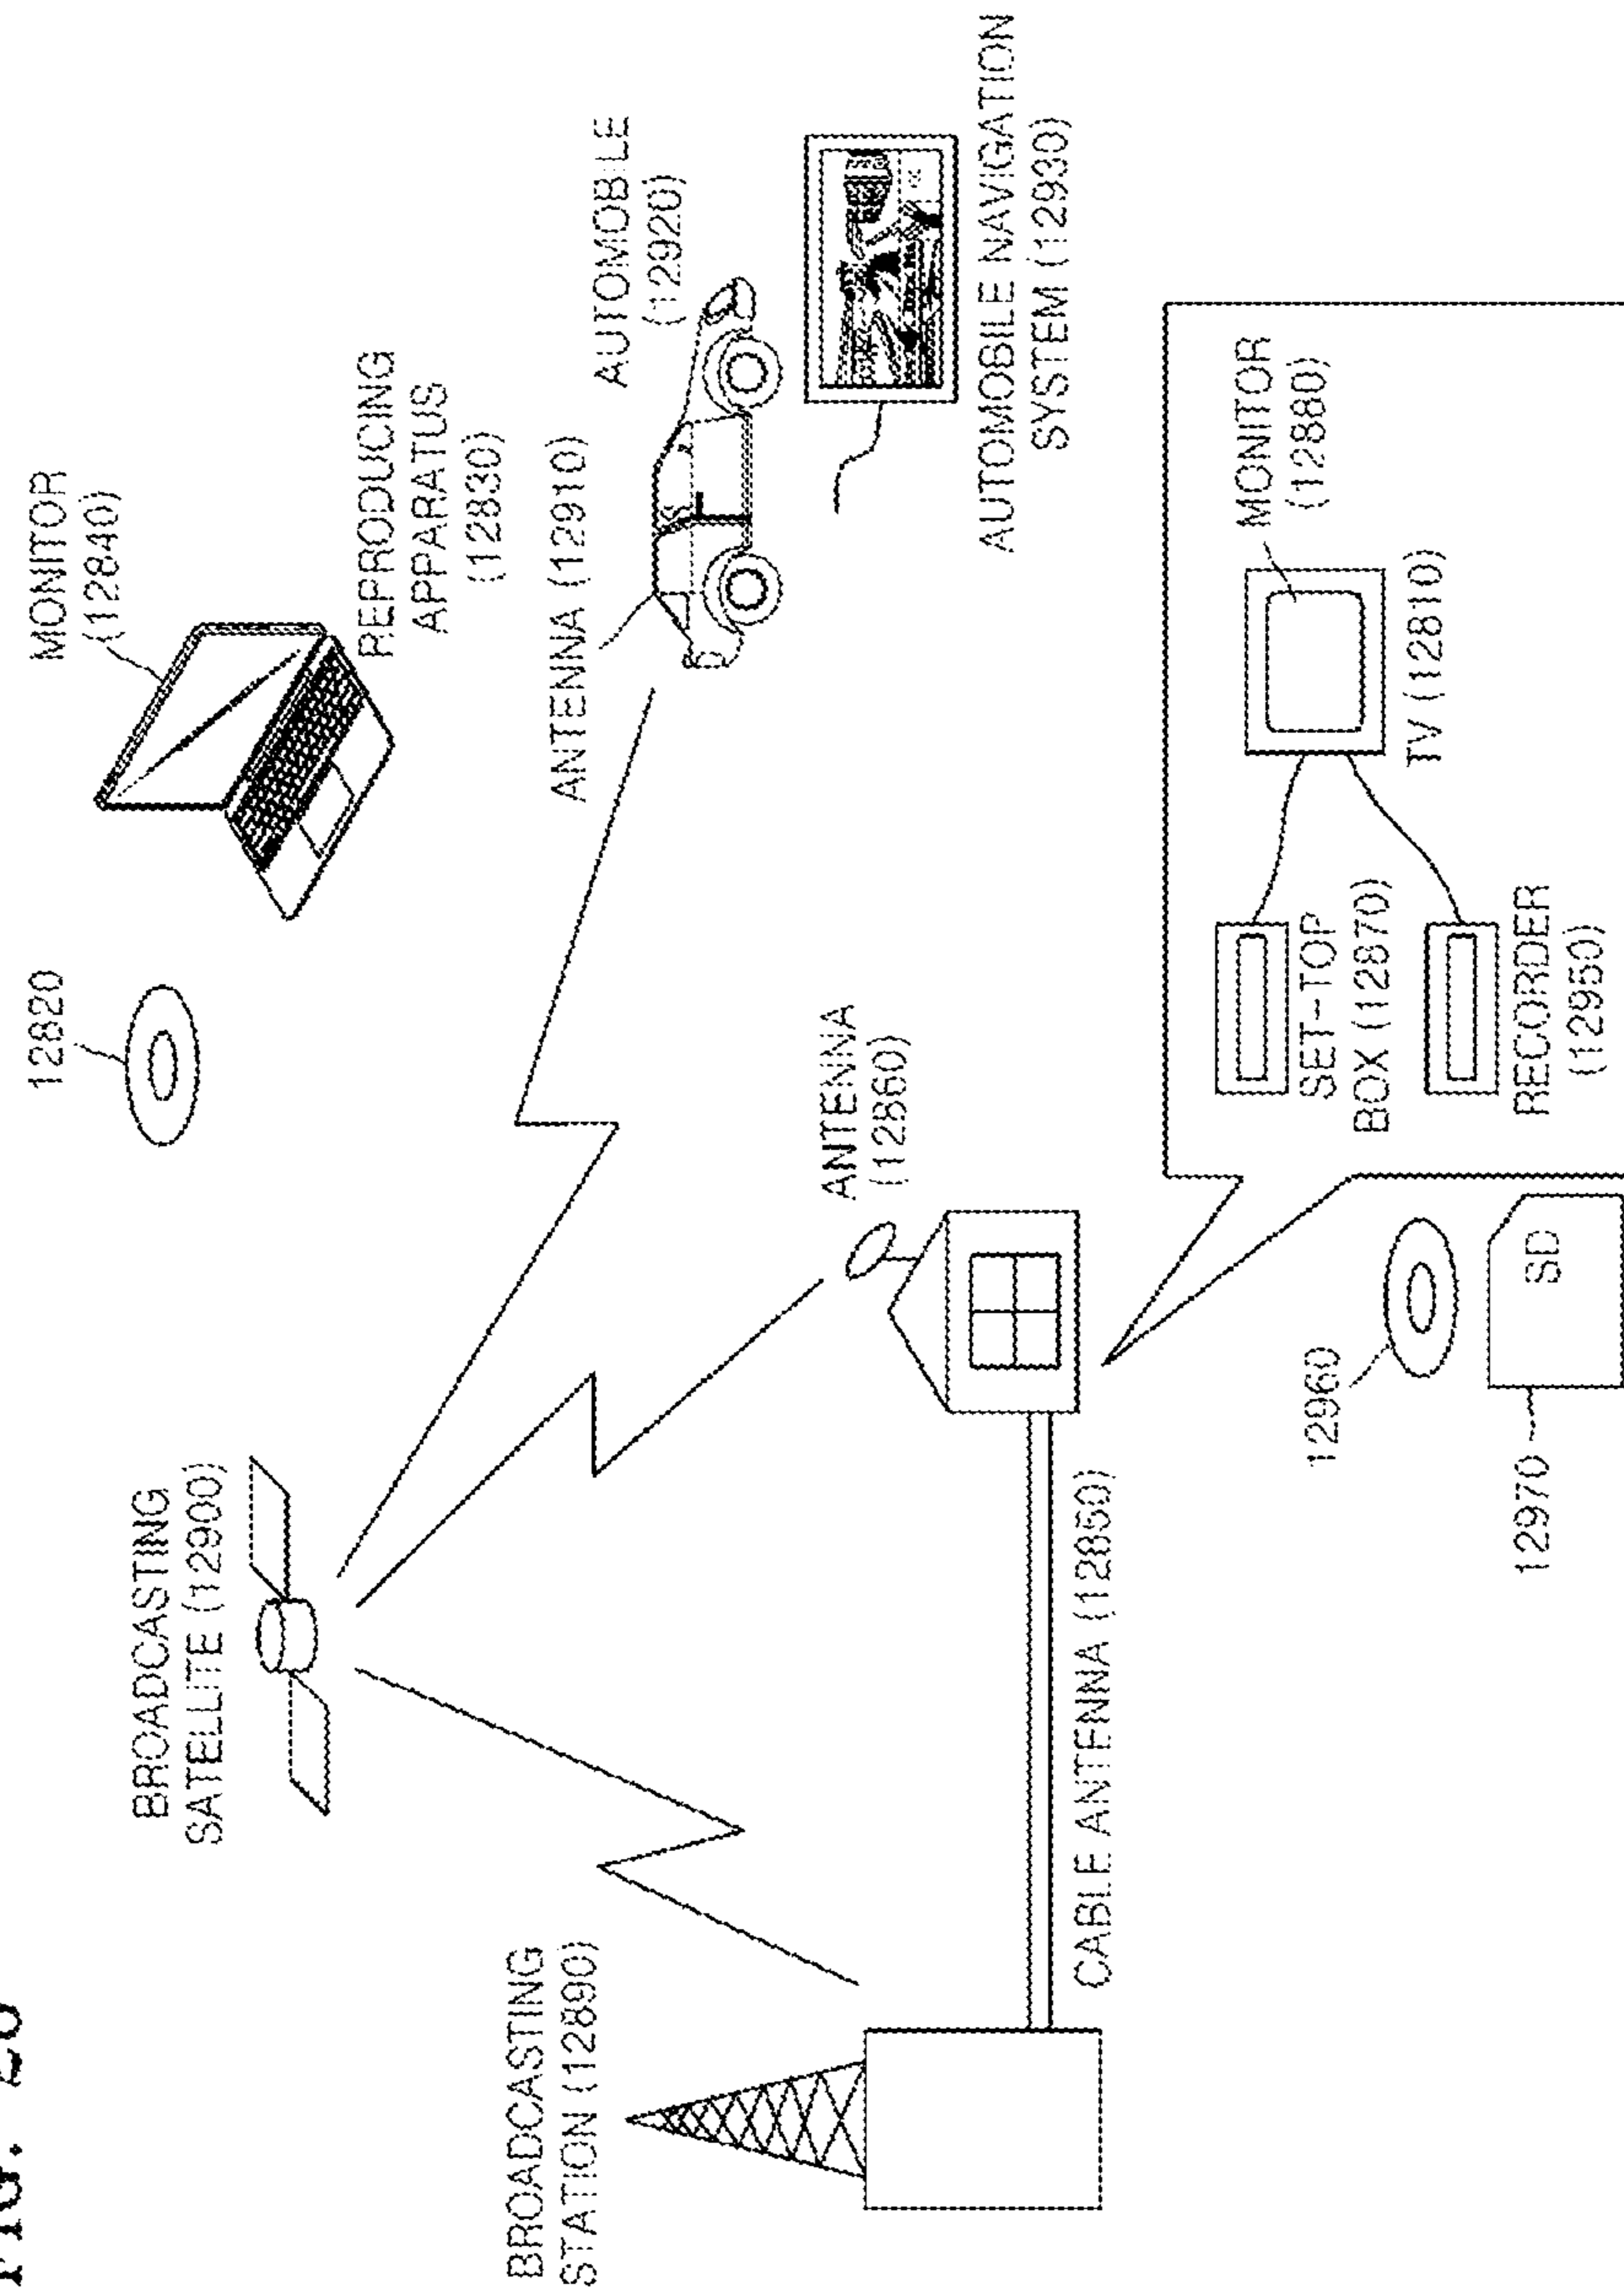 FIG.
12820
MONITOR
(12840)
BROADCASTING
SATELLITE (12900)
REPRODUCING
APPARATUS
(12830)
BROADCASTING
STATION (12890)
ANTENNA (12910)
AUTOMOBILE
(12920)
ANTENNA
(12860)
AUTOMOBILE NAVIGATION
SYSTEM (12930)
CABLE ANTENNA (12850)
MONITOR
(12880)
SET-TOP
BOX (12870)
TV (12810)
12960
RECORDER
(12950)
12970
SD